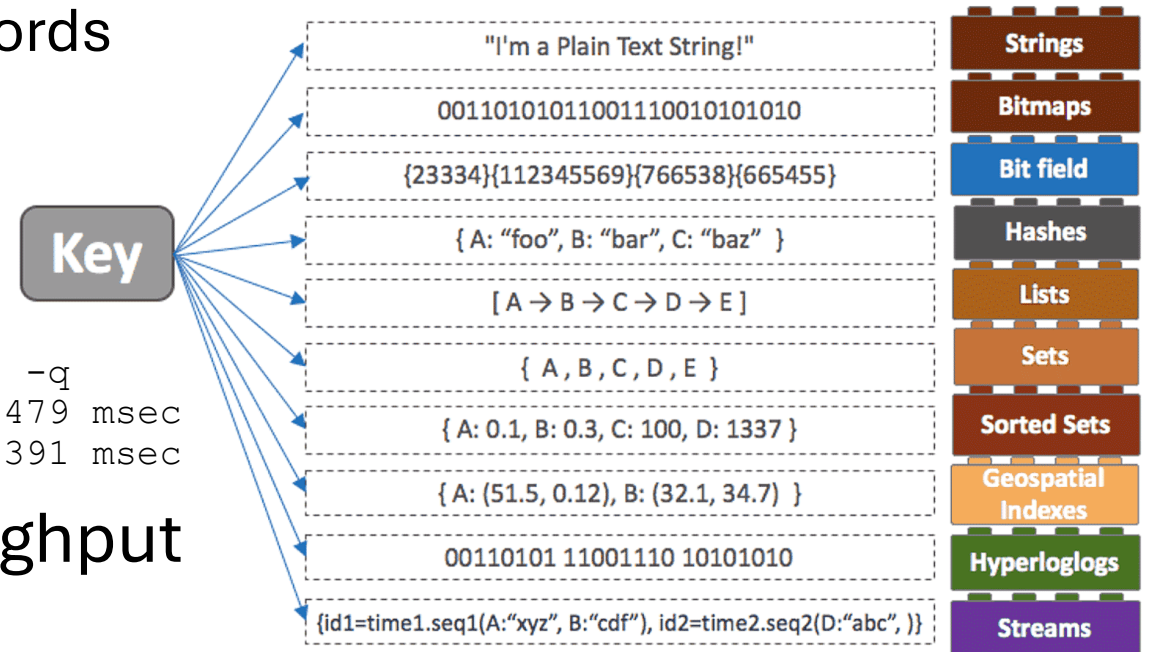 ords
"I'm a Plain Text String!"
Strings
00110101011001110010101010
Bitmaps
{23334}{112345569}{766538}{665455}
Bit field
Key
{ A: “foo”, B: “bar”, C: “baz” }
Hashes
[ A → B → C → D → E ]
Lists
{ A , B , C , D , E }
Sets
-q
479 msec
391 msec
{ A: 0.1, B: 0.3, C: 100, D: 1337 }
Sorted Sets
{ A: (51.5, 0.12), B: (32.1, 34.7) }
Geospatial
Indexes
ghput
00110101 11001110 10101010
Hyperloglogs
{id1=time1.seq1(A:“xyz”, B:“cdf”), id2=time2.seq2(D:“abc”, )}
Streams